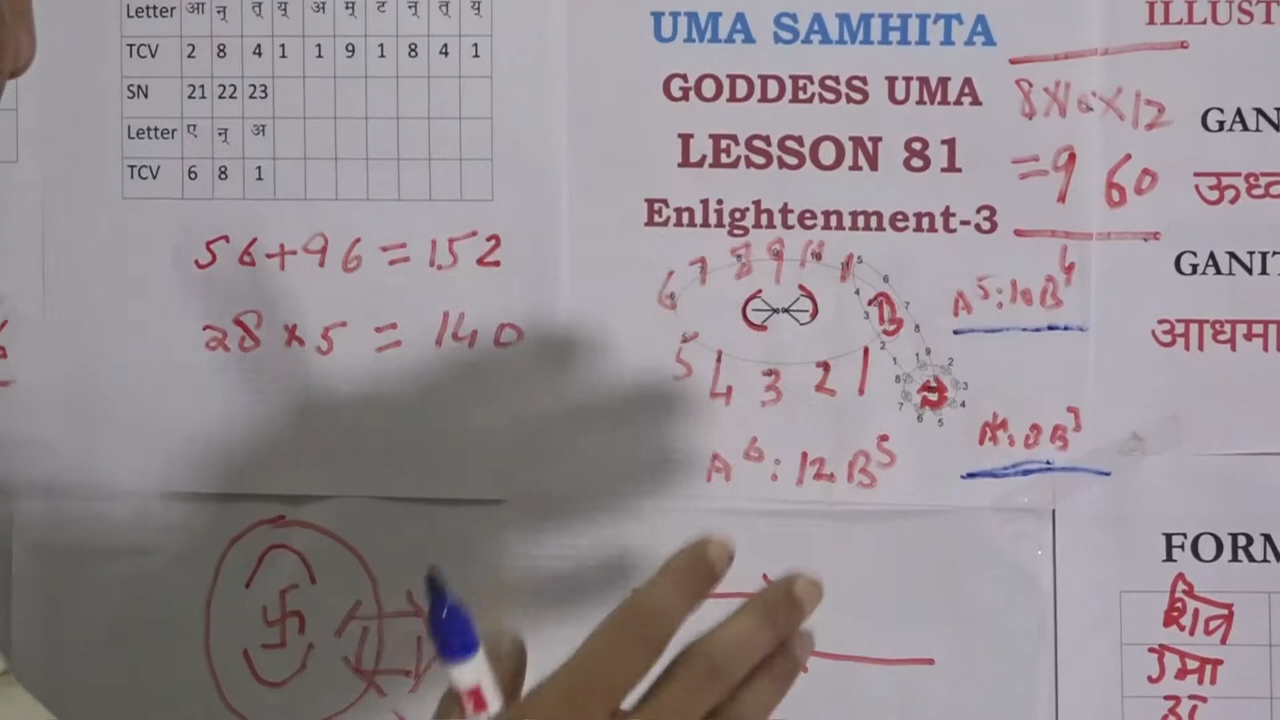 Letter आ न् त् य् अ म् ट न् त् य्
TCV 2 8 4 1 1 9 1 8 4 1
SN 21 22 23
Letter ए न् अ
TCV 6 8 1
56+96=152
28×5=140
UMA SAMHITA
GODDESS UMA
LESSON 81
Enlightenment-3
6 7 8 9 10 11
5 4 3 2 1
B
A⁶: 12B⁵
8×10×12
=960
A⁵: 10B⁴
A⁴: 8B³
ILLUST
GAN
ऊध्व
GANIT
आधमा
FORM
शिव
उमा